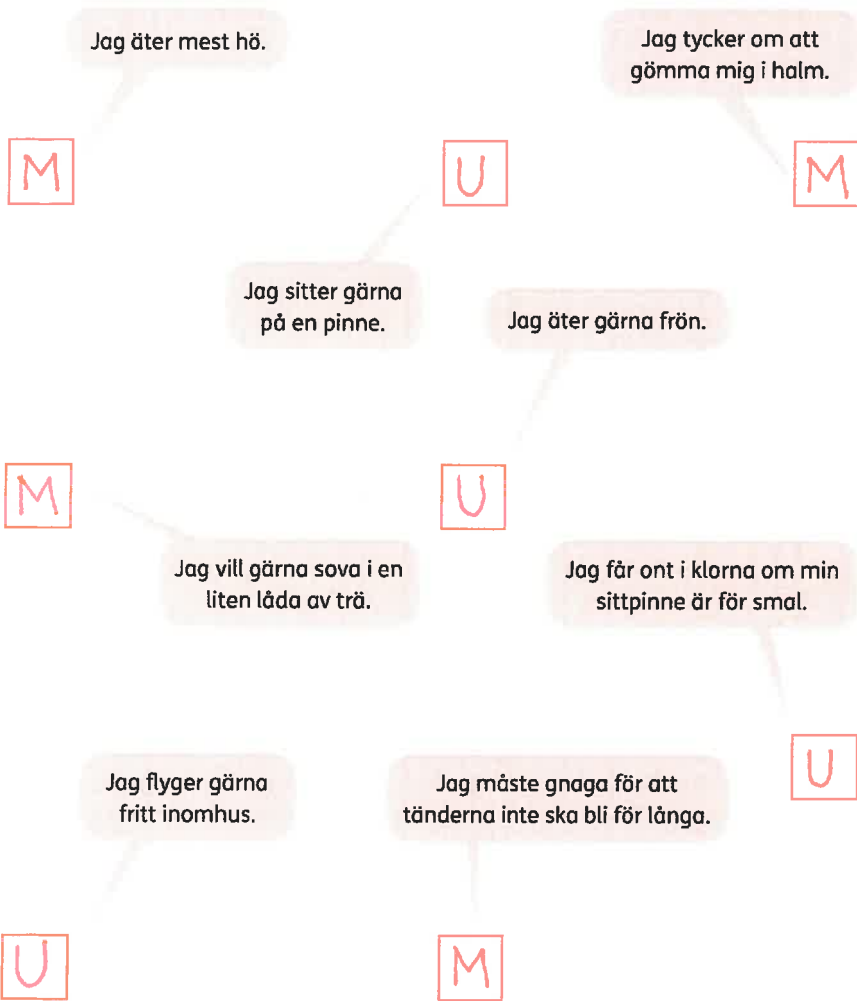 Jag äter mest hö.
Jag tycker om att
gömma mig i halm.
M
U
M
Jag sitter gärna
på en pinne.
Jag äter gärna frön.
M
U
Jag vill gärna sova i en
liten låda av trä.
Jag får ont i klorna om min
sittpinne är för smal.
U
Jag flyger gärna
fritt inomhus.
Jag måste gnaga för att
tänderna inte ska bli för långa.
U
M